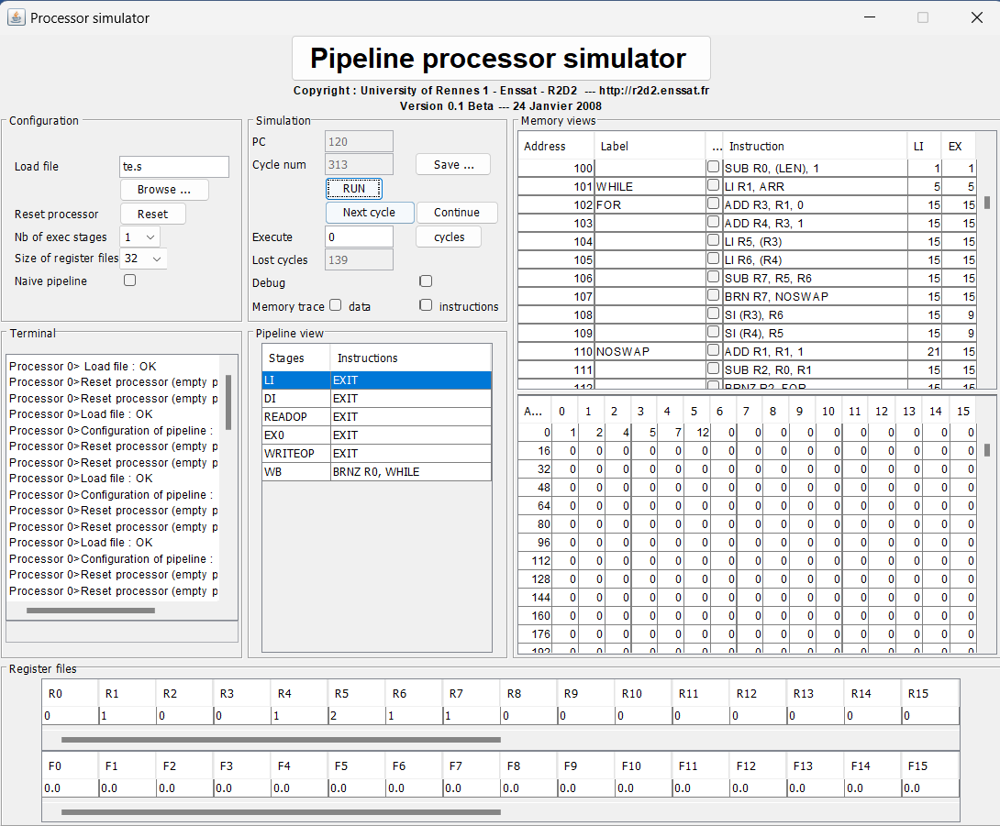 Processor simulator
Pipeline processor simulator
Copyright : University of Rennes 1 - Enssat - R2D2 --- http://r2d2.enssat.fr
Version 0.1 Beta --- 24 Janvier 2008
Configuration
Load file te.s
Browse ...
Reset processor Reset
Nb of exec stages 1
Size of register files 32
Naive pipeline
Simulation
PC 120
Cycle num 313 Save ...
RUN
Next cycle Continue
Execute 0 cycles
Lost cycles 139
Debug
Memory trace data instructions
Memory views
Address Label ... Instruction LI EX
100 SUB R0, (LEN), 1 1 1
101 WHILE LI R1, ARR 5 5
102 FOR ADD R3, R1, 0 15 15
103 ADD R4, R3, 1 15 15
104 LI R5, (R3) 15 15
105 LI R6, (R4) 15 15
106 SUB R7, R5, R6 15 15
107 BRN R7, NOSWAP 15 15
108 SI (R3), R6 15 9
109 SI (R4), R5 15 9
110 NOSWAP ADD R1, R1, 1 21 15
111 SUB R2, R0, R1 15 15
112 BRNZ R2, FOR 15 15
A... 0 1 2 3 4 5 6 7 8 9 10 11 12 13 14 15
0 1 2 4 5 7 12 0 0 0 0 0 0 0 0 0 0
16 0 0 0 0 0 0 0 0 0 0 0 0 0 0 0 0
32 0 0 0 0 0 0 0 0 0 0 0 0 0 0 0 0
48 0 0 0 0 0 0 0 0 0 0 0 0 0 0 0 0
64 0 0 0 0 0 0 0 0 0 0 0 0 0 0 0 0
80 0 0 0 0 0 0 0 0 0 0 0 0 0 0 0 0
96 0 0 0 0 0 0 0 0 0 0 0 0 0 0 0 0
112 0 0 0 0 0 0 0 0 0 0 0 0 0 0 0 0
128 0 0 0 0 0 0 0 0 0 0 0 0 0 0 0 0
144 0 0 0 0 0 0 0 0 0 0 0 0 0 0 0 0
160 0 0 0 0 0 0 0 0 0 0 0 0 0 0 0 0
176 0 0 0 0 0 0 0 0 0 0 0 0 0 0 0 0
192 0 0 0 0 0 0 0 0 0 0 0 0 0 0 0 0
Terminal
Processor 0> Load file : OK
Processor 0>Reset processor (empty p
Processor 0>Reset processor (empty p
Processor 0>Load file : OK
Processor 0>Configuration of pipeline :
Processor 0>Reset processor (empty p
Processor 0>Reset processor (empty p
Processor 0>Load file : OK
Processor 0>Configuration of pipeline :
Processor 0>Reset processor (empty p
Processor 0>Reset processor (empty p
Processor 0>Load file : OK
Processor 0>Configuration of pipeline :
Processor 0>Reset processor (empty p
Processor 0>Reset processor (empty p
Pipeline view
Stages Instructions
LI EXIT
DI EXIT
READOP EXIT
EX0 EXIT
WRITEOP EXIT
WB BRNZ R0, WHILE
Register files
R0 R1 R2 R3 R4 R5 R6 R7 R8 R9 R10 R11 R12 R13 R14 R15
0 1 0 0 1 2 1 1 0 0 0 0 0 0 0 0
F0 F1 F2 F3 F4 F5 F6 F7 F8 F9 F10 F11 F12 F13 F14 F15
0.0 0.0 0.0 0.0 0.0 0.0 0.0 0.0 0.0 0.0 0.0 0.0 0.0 0.0 0.0 0.0